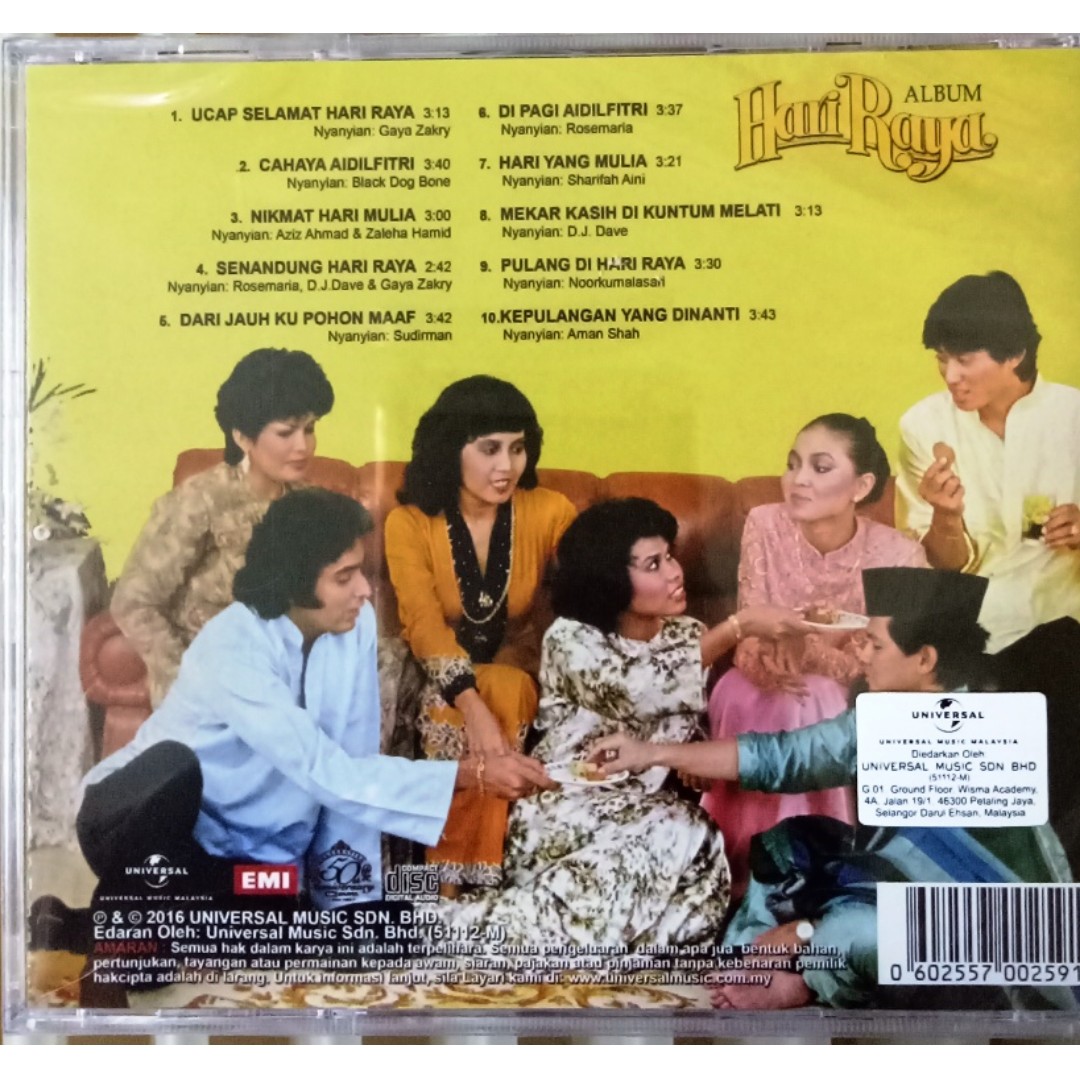 ALBUM
Hari Raya
1. UCAP SELAMAT HARI RAYA 3:13
Nyanyian: Gaya Zakry
2. CAHAYA AIDILFITRI 3:40
Nyanyian: Black Dog Bone
3. NIKMAT HARI MULIA 3:00
Nyanyian: Aziz Ahmad & Zaleha Hamid
4. SENANDUNG HARI RAYA 2:42
Nyanyian: Rosemaria, D.J.Dave & Gaya Zakry
5. DARI JAUH KU POHON MAAF 3:42
Nyanyian: Sudirman
6. DI PAGI AIDILFITRI 3:37
Nyanyian: Rosemaria
7. HARI YANG MULIA 3:21
Nyanyian: Sharifah Aini
8. MEKAR KASIH DI KUNTUM MELATI 3:13
Nyanyian: D.J. Dave
9. PULANG DI HARI RAYA 3:30
Nyanyian: Noorkumalasari
10.KEPULANGAN YANG DINANTI 3:43
Nyanyian: Aman Shah
UNIVERSAL
UNIVERSAL MUSIC MALAYSIA
Diedarkan Oleh:
UNIVERSAL MUSIC SDN BHD
(51112-M)
G 01 Ground Floor, Wisma Academy,
4A, Jalan 19/1, 46300 Petaling Jaya,
Selangor Darul Ehsan, Malaysia
UNIVERSAL
UNIVERSAL MUSIC MALAYSIA
EMI
50th
Anniversary
COMPACT
disc
DIGITAL AUDIO
℗ & © 2016 UNIVERSAL MUSIC SDN. BHD.
Edaran Oleh: Universal Music Sdn. Bhd. (51112-M)
AMARAN : Semua hak dalam karya ini adalah terpelihara. Semua pengeluaran dalam apa jua bentuk bahan,
pertunjukan, tayangan atau permainan kepada awam, siaran, pajakan atau pinjaman tanpa kebenaran pemilik
hakcipta adalah di larang. Untuk informasi lanjut, sila Layari kami di: www.universalmusic.com.my
0 602557 002591